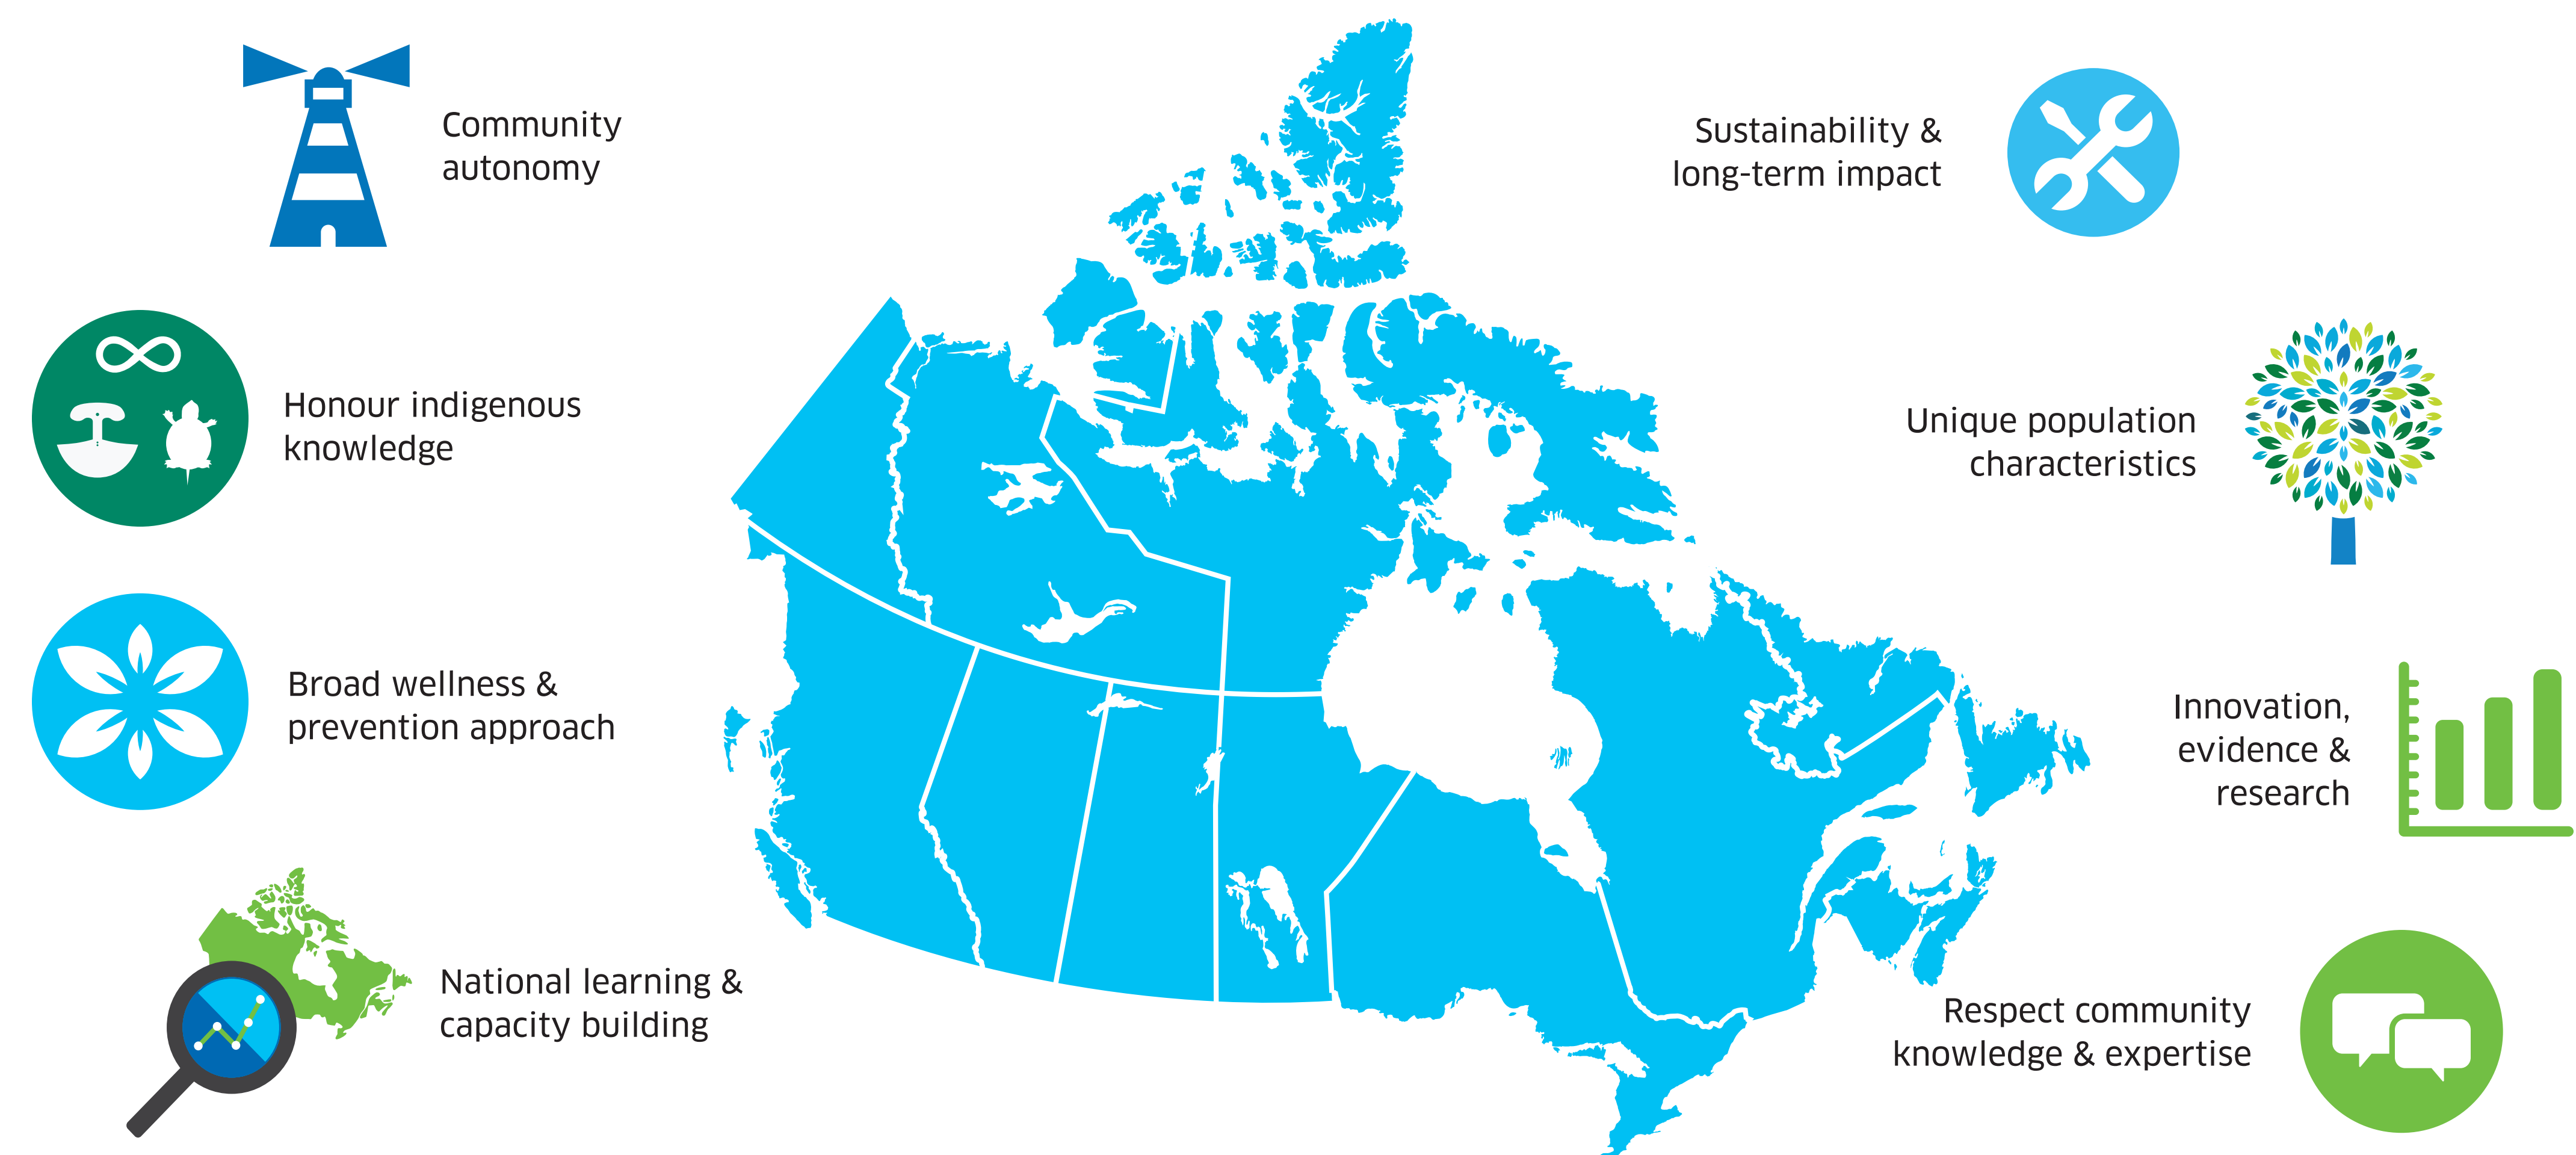 Community
autonomy
Honour indigenous
knowledge
Broad wellness &
prevention approach
National learning &
capacity building
Sustainability &
long-term impact
Unique population
characteristics
Innovation,
evidence &
research
Respect community
knowledge & expertise